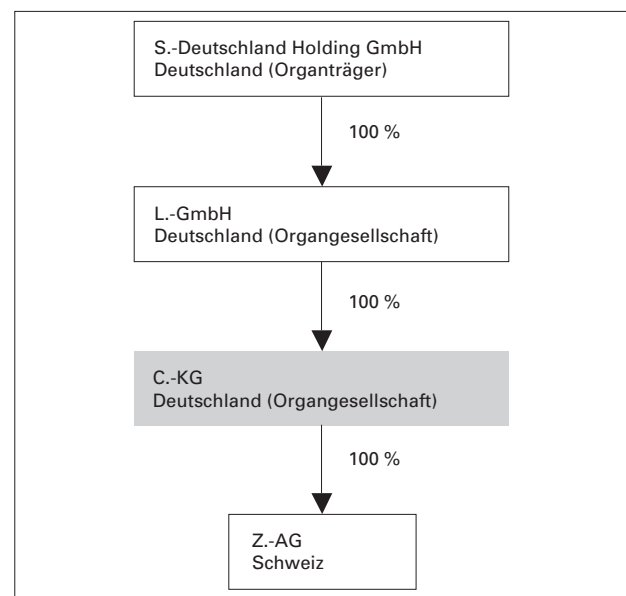 S.-Deutschland Holding GmbH
Deutschland (Organträger)
100 %
L.-GmbH
Deutschland (Organgesellschaft)
100 %
C.-KG
Deutschland (Organgesellschaft)
100 %
Z.-AG
Schweiz